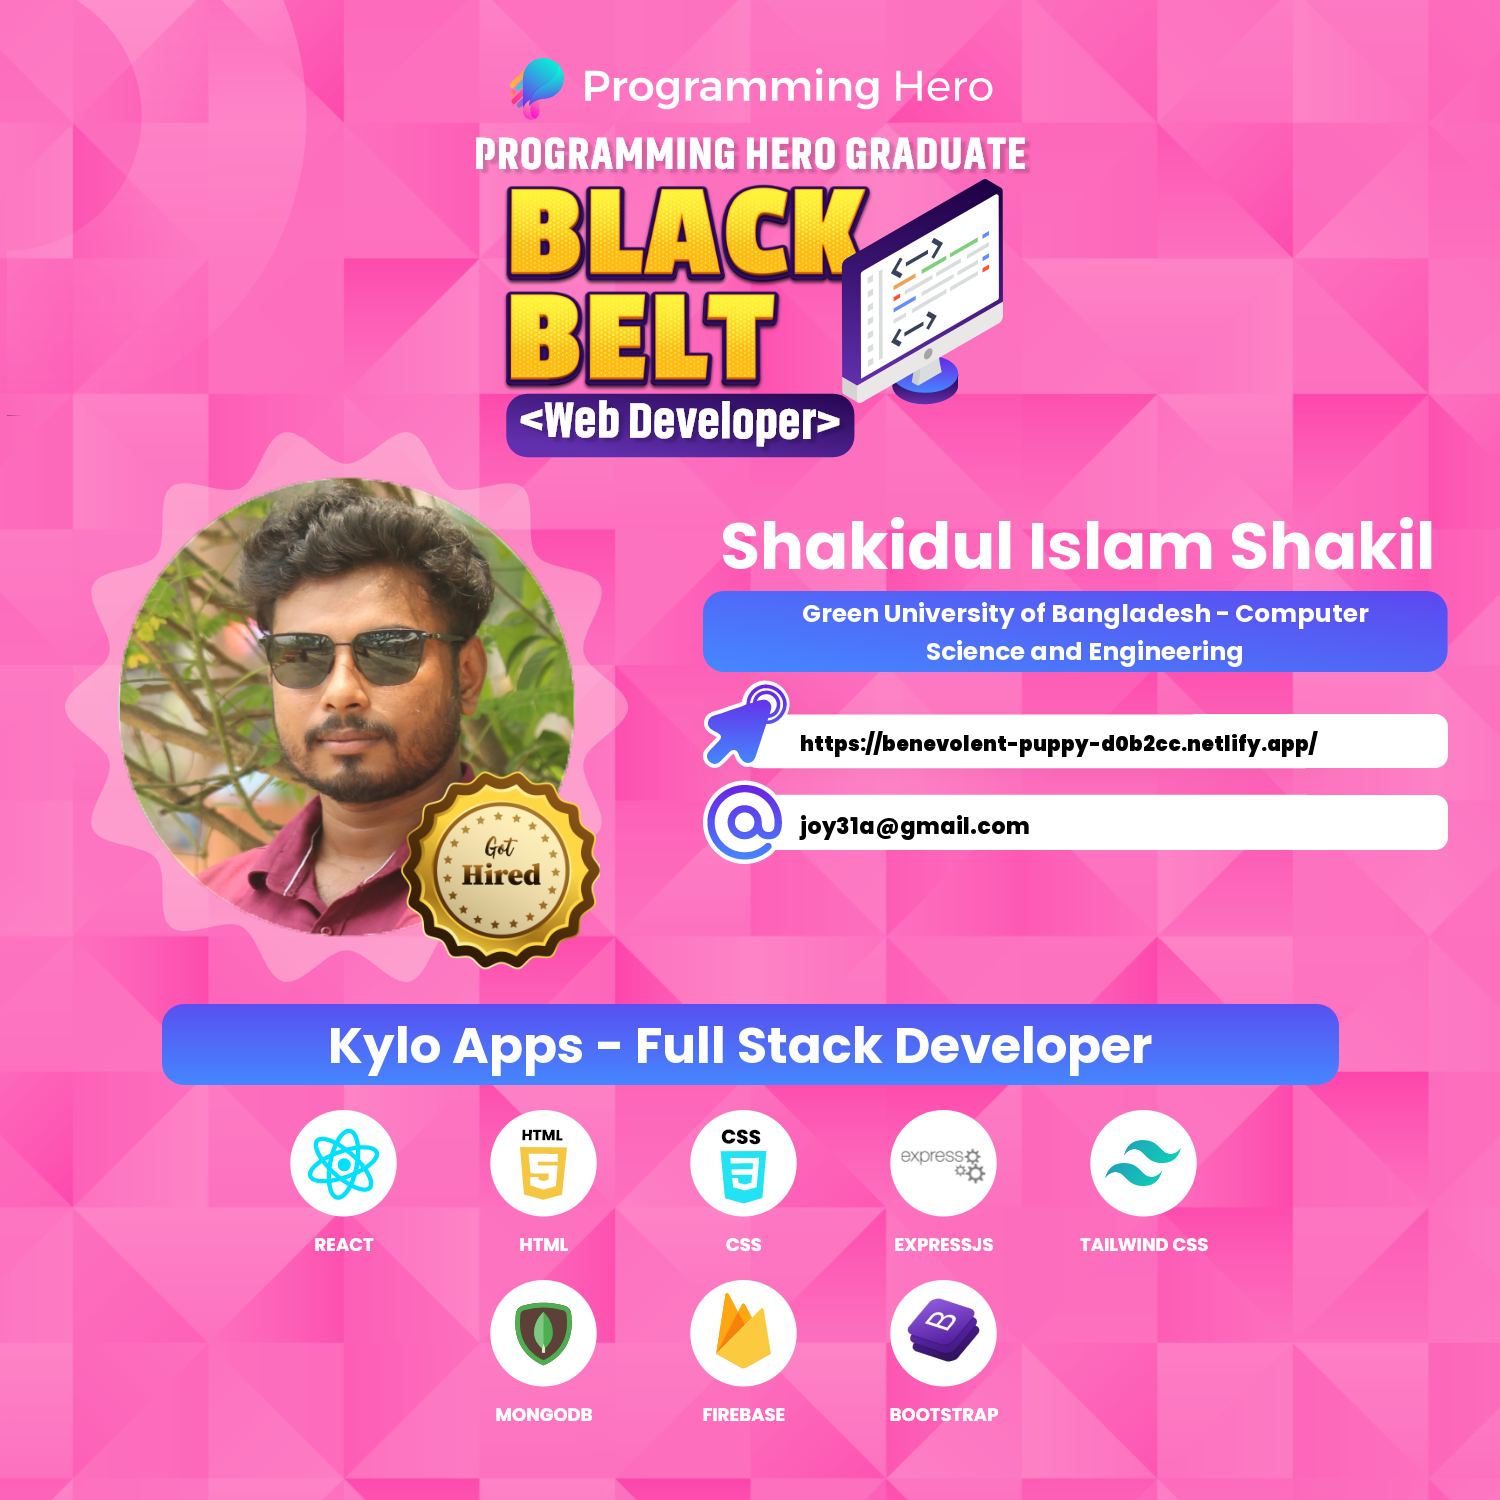 Programming Hero
PROGRAMMING HERO GRADUATE
BLACK
BELT
<Web Developer>
Shakidul Islam Shakil
Green University of Bangladesh - Computer
Science and Engineering
https://benevolent-puppy-d0b2cc.netlify.app/
joy31a@gmail.com
Got
Hired
Kylo Apps - Full Stack Developer
HTML
5
CSS
3
express
REACT
HTML
CSS
EXPRESSJS
TAILWIND CSS
B
MONGODB
FIREBASE
BOOTSTRAP